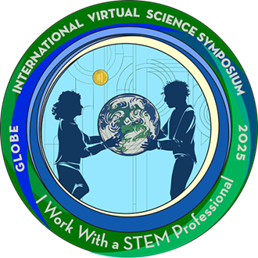 GLOBE INTERNATIONAL VIRTUAL SCIENCE SYMPOSIUM 2025
I Work With a STEM Professional